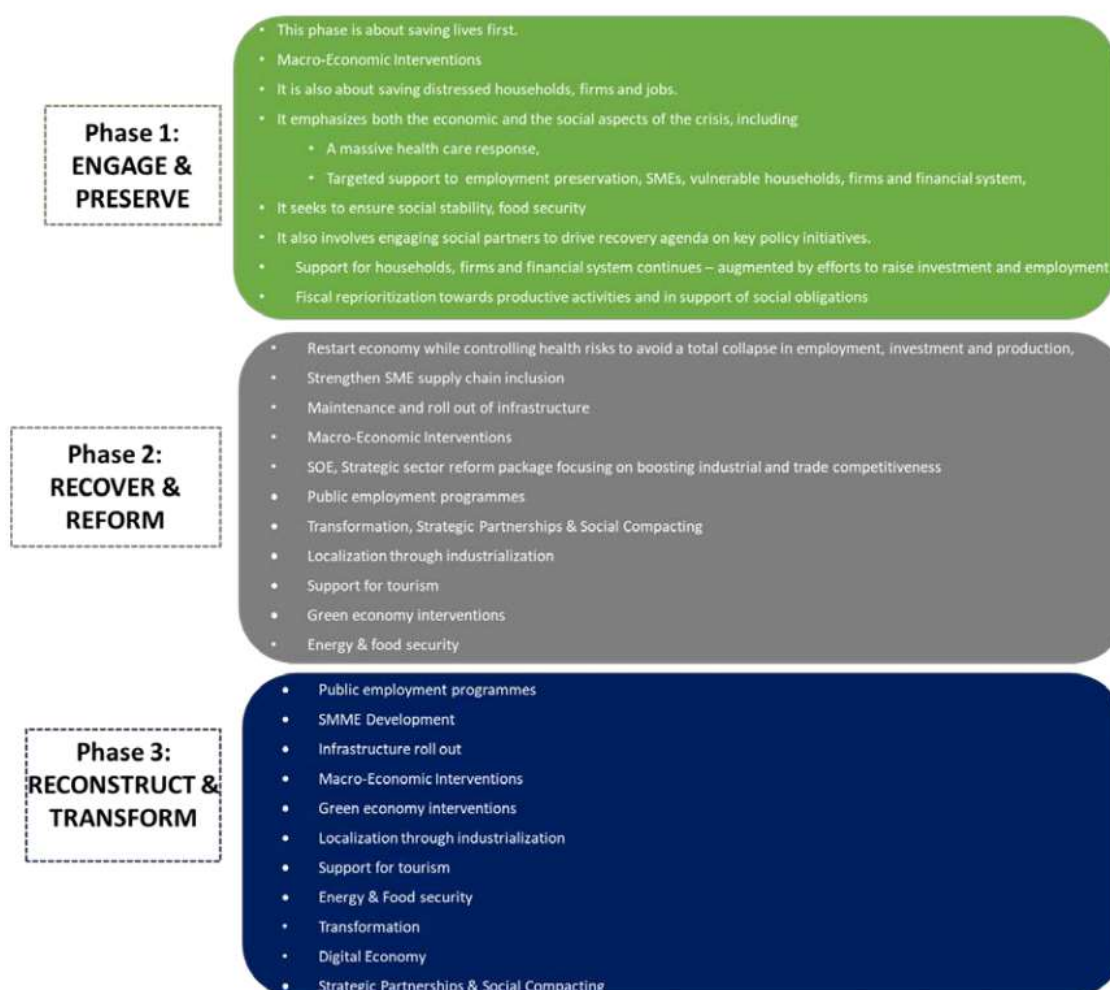 Phase 1:
ENGAGE &
PRESERVE
• This phase is about saving lives first.
• Macro-Economic Interventions
• It is also about saving distressed households, firms and jobs.
• It emphasizes both the economic and the social aspects of the crisis, including
• A massive health care response,
• Targeted support to employment preservation, SMEs, vulnerable households, firms and financial system,
• It seeks to ensure social stability, food security
• It also involves engaging social partners to drive recovery agenda on key policy initiatives.
• Support for households, firms and financial system continues – augmented by efforts to raise investment and employment
• Fiscal reprioritization towards productive activities and in support of social obligations
Phase 2:
RECOVER &
REFORM
• Restart economy while controlling health risks to avoid a total collapse in employment, investment and production,
• Strengthen SME supply chain inclusion
• Maintenance and roll out of infrastructure
• Macro-Economic Interventions
• SOE, Strategic sector reform package focusing on boosting industrial and trade competitiveness
• Public employment programmes
• Transformation, Strategic Partnerships & Social Compacting
• Localization through industrialization
• Support for tourism
• Green economy interventions
• Energy & food security
Phase 3:
RECONSTRUCT &
TRANSFORM
• Public employment programmes
• SMME Development
• Infrastructure roll out
• Macro-Economic Interventions
• Green economy interventions
• Localization through industrialization
• Support for tourism
• Energy & Food security
• Transformation
• Digital Economy
• Strategic Partnerships & Social Compacting